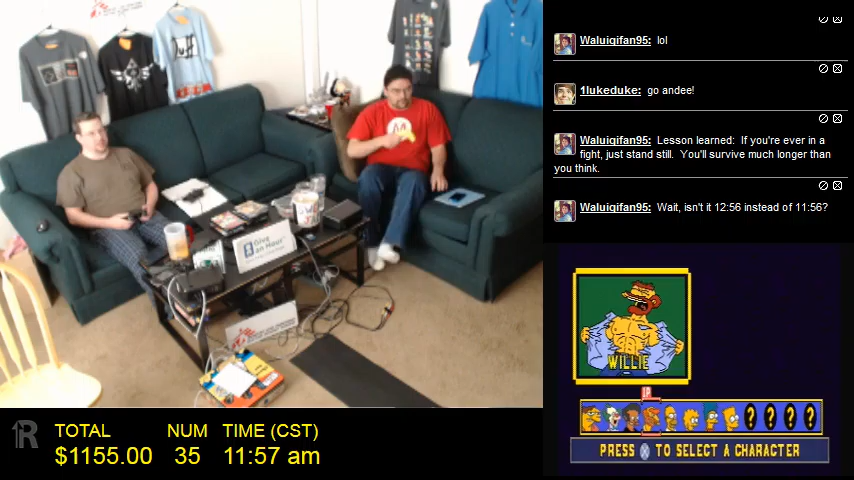 Waluigifan95: lol
1lukeduke: go andee!
Waluigifan95: Lesson learned: If you're ever in a
fight, just stand still. You'll survive much longer than
you think.
Waluigifan95: Wait, isn't it 12:56 instead of 11:56?
DUFF
M
Give
an Hour
WILLIE
1P
? ? ? ?
PRESS X TO SELECT A CHARACTER
R
TOTAL NUM TIME (CST)
$1155.00 35 11:57 am